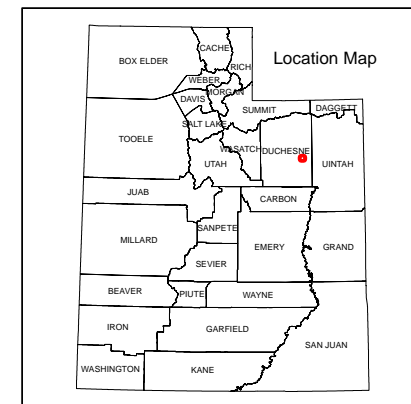 Location Map
CACHE
BOX ELDER
RICH
WEBER
MORGAN
DAVIS
SUMMIT
DAGGETT
SALT LAKE
TOOELE
WASATCH
DUCHESNE
UTAH
UINTAH
JUAB
CARBON
SANPETE
MILLARD
EMERY
GRAND
SEVIER
BEAVER
PIUTE
WAYNE
IRON
GARFIELD
SAN JUAN
WASHINGTON
KANE